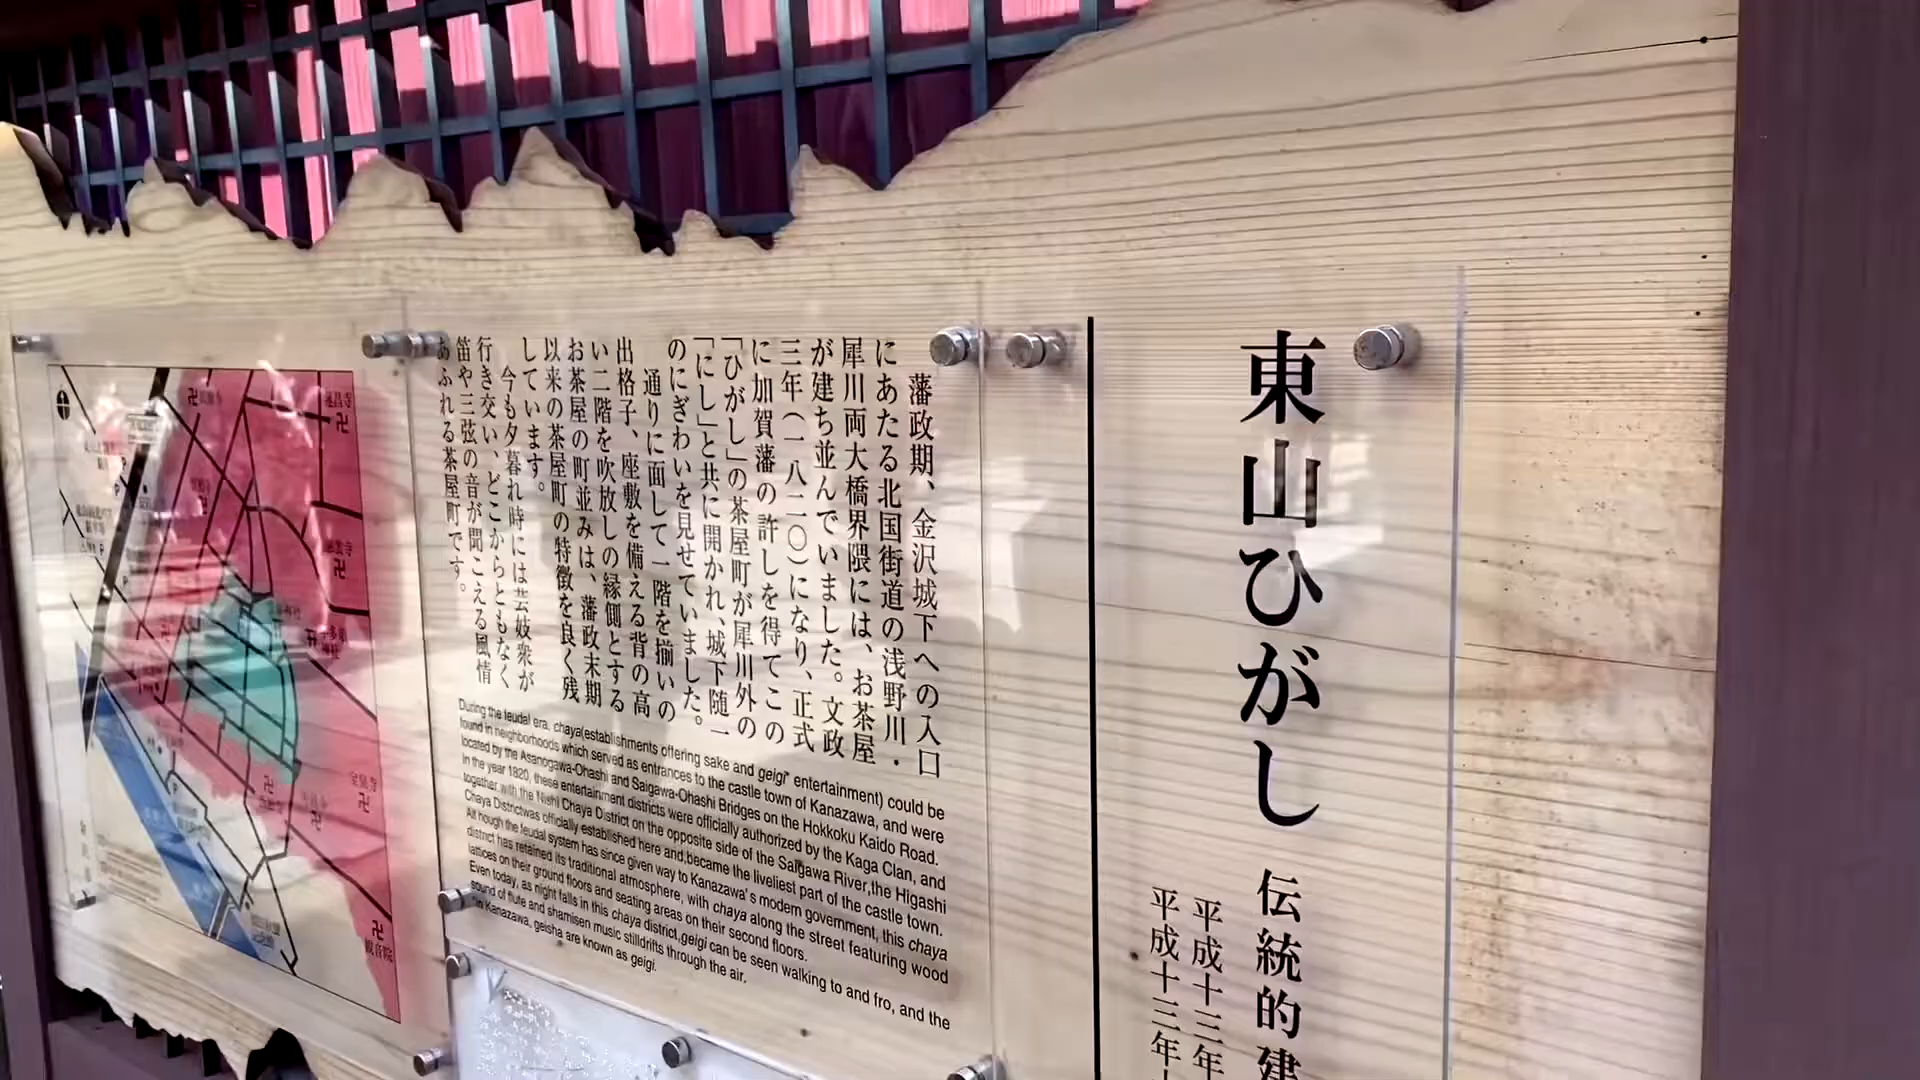 東山ひがし 伝統的建
平成十三年
平成十三年
藩政期、金沢城下への入口
にあたる北国街道の浅野川・
犀川両大橋界隈には、お茶屋
が建ち並んでいました。文政
三年(一八二〇)になり、正式
に加賀藩の許しを得てこの
「ひがし」の茶屋町が犀川外の
「にし」と共に開かれ、城下随一
のにぎわいを見せていました。
通りに面して一階を揃いの
出格子、座敷を備える背の高
い二階を吹放しの縁側とする
お茶屋の町並みは、藩政末期
以来の茶屋町の特徴を良く残
しています。
今も夕暮れ時には芸妓衆が
行き交い、どこからともなく
笛や三弦の音が聞こえる風情
あふれる茶屋町です。
During the feudal era, chaya(establishments offering sake and geigi* entertainment) could be
found in neighborhoods which served as entrances to the castle town of Kanazawa, and were
located by the Asanogawa-Ohashi and Saigawa-Ohashi Bridges on the Hokkoku Kaido Road.
In the year 1820, these entertainment districts were officially authorized by the Kaga Clan, and
together with the Nishi Chaya District on the opposite side of the Saigawa River,the Higashi
Chaya Districtwas officially established here and became the liveliest part of the castle town.
Alt hough the feudal system has since given way to Kanazawa's modern government, this chaya
district has retained its traditional atmosphere, with chaya along the street featuring wood
lattices on their ground floors and seating areas on their second floors.
Even today, as night falls in this chaya district,geigi can be seen walking to and fro, and the
sound of flute and shamisen music stilldrifts through the air.
*In Kanazawa, geisha are known as geigi.
観音院
P
P
P
P